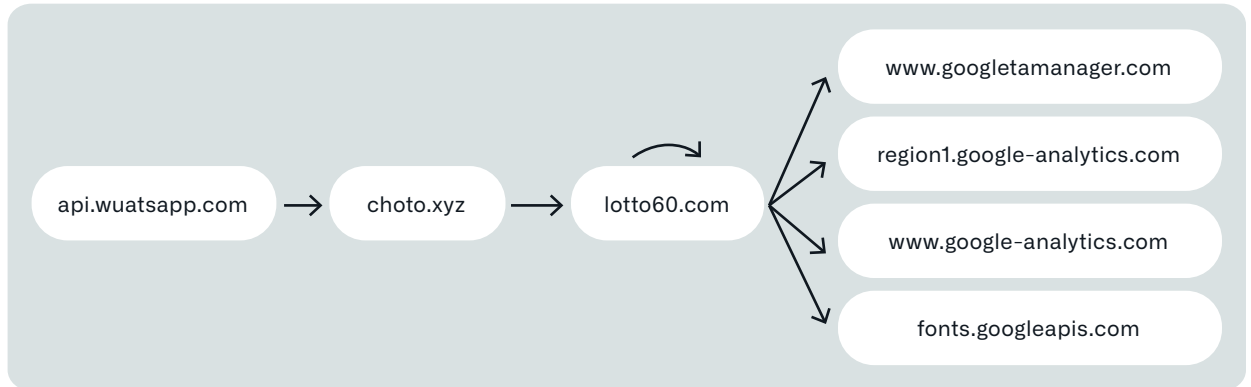 api.wuatsapp.com
choto.xyz
lotto60.com
www.googletamanager.com
region1.google-analytics.com
www.google-analytics.com
fonts.googleapis.com